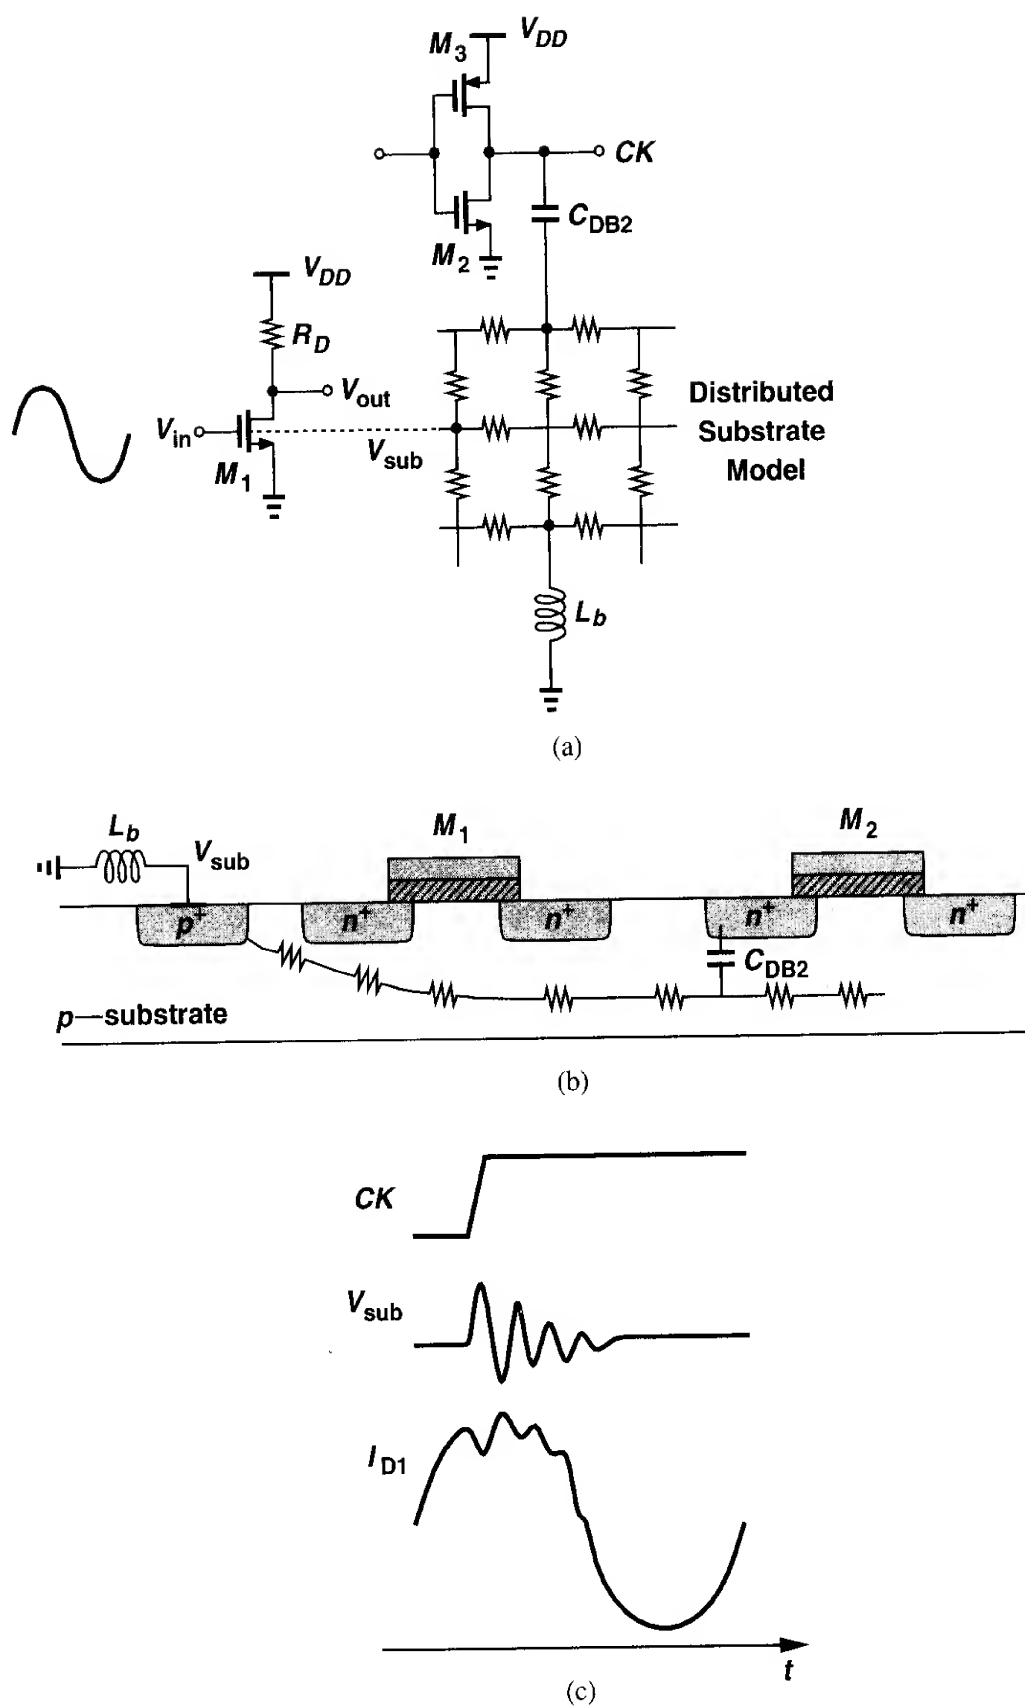 M3
VDD
CK
CDB2
M2
VDD
RD
Vout
Vin
M1
Vsub
Distributed
Substrate
Model
Lb
(a)
Lb
Vsub
M1
M2
p+
n+
n+
n+
n+
CDB2
p—substrate
(b)
CK
Vsub
ID1
t
(c)